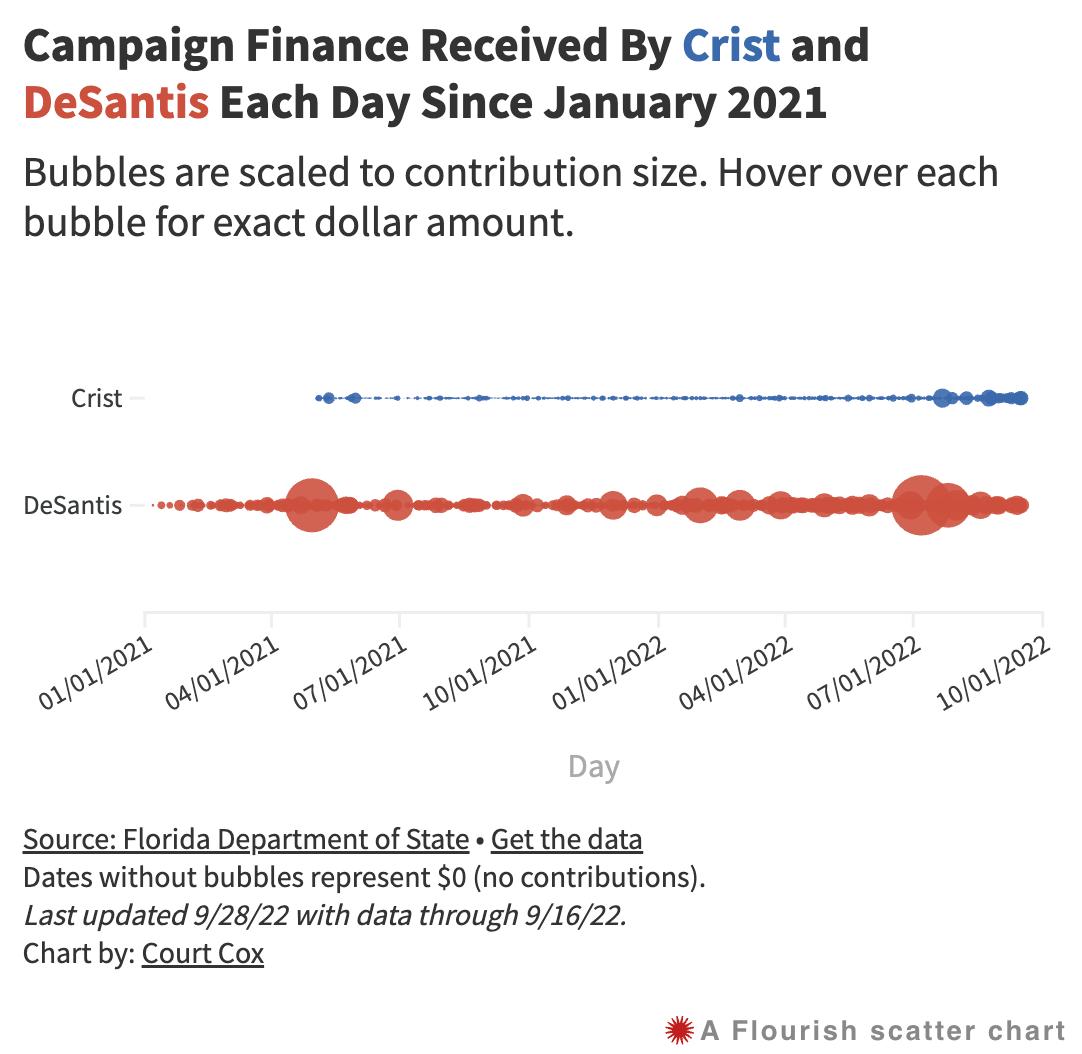 Campaign Finance Received By Crist and
DeSantis Each Day Since January 2021
Bubbles are scaled to contribution size. Hover over each
bubble for exact dollar amount.
Crist
DeSantis
01/01/2021
04/01/2021
07/01/2021
10/01/2021
01/01/2022
04/01/2022
07/01/2022
10/01/2022
Day
Source: Florida Department of State • Get the data
Dates without bubbles represent $0 (no contributions).
Last updated 9/28/22 with data through 9/16/22.
Chart by: Court Cox
A Flourish scatter chart